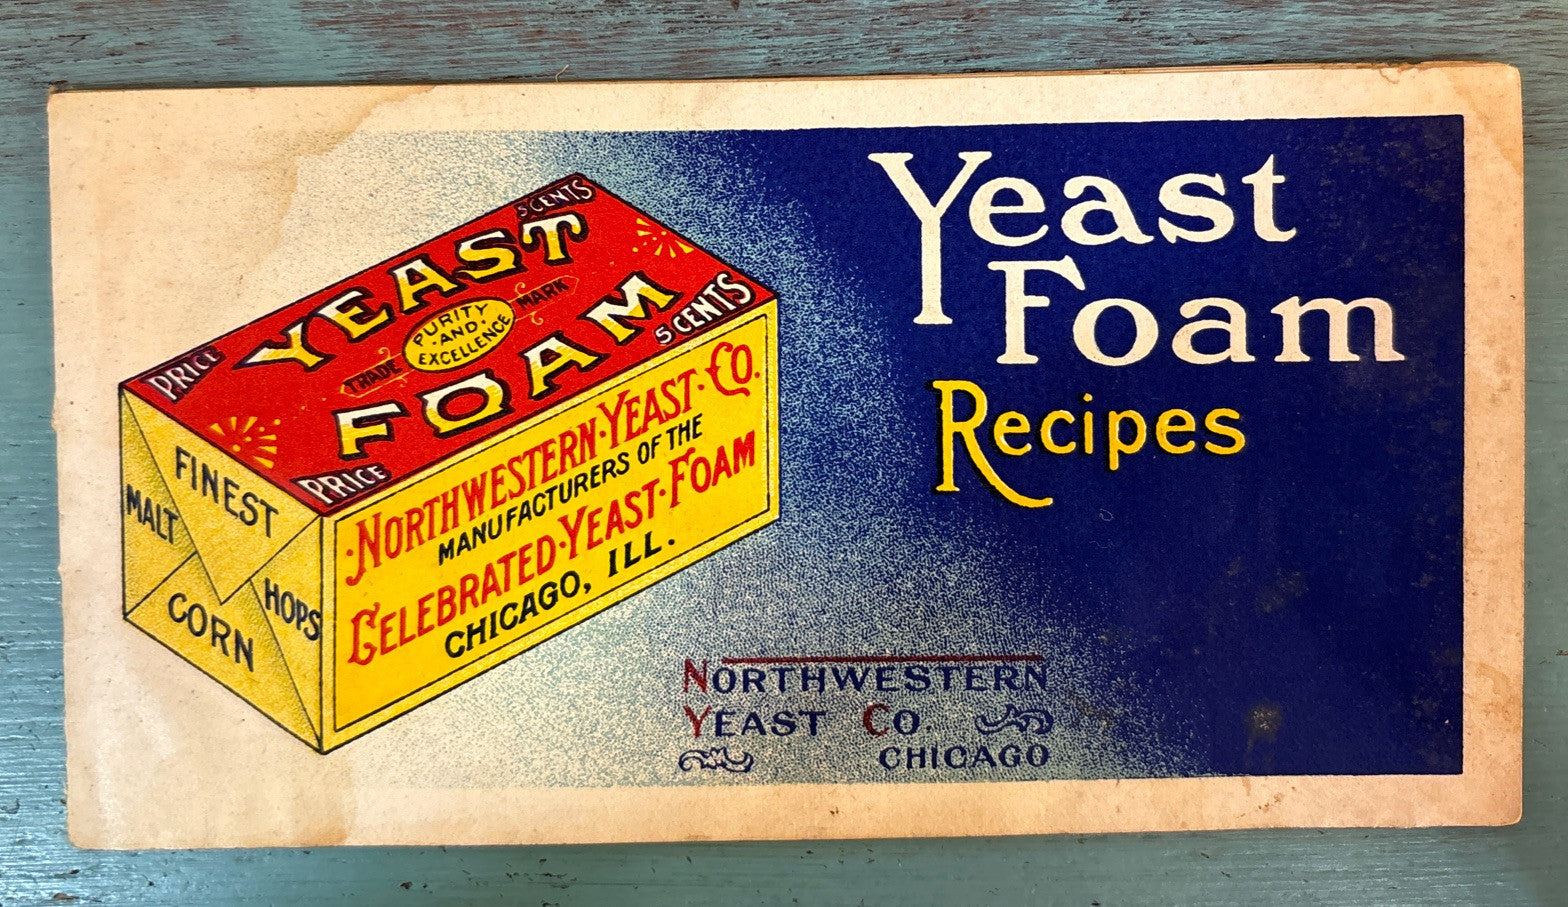 Yeast
Foam
Recipes
PRICE 5 CENTS
YEAST
TRADE MARK
PURITY
-AND-
EXCELLENCE
FOAM
PRICE 5 CENTS
FINEST
MALT
HOPS
CORN
·NORTHWESTERN·YEAST·CO.
MANUFACTURERS OF THE
CELEBRATED·YEAST·FOAM
CHICAGO, ILL.
NORTHWESTERN
YEAST CO.
CHICAGO